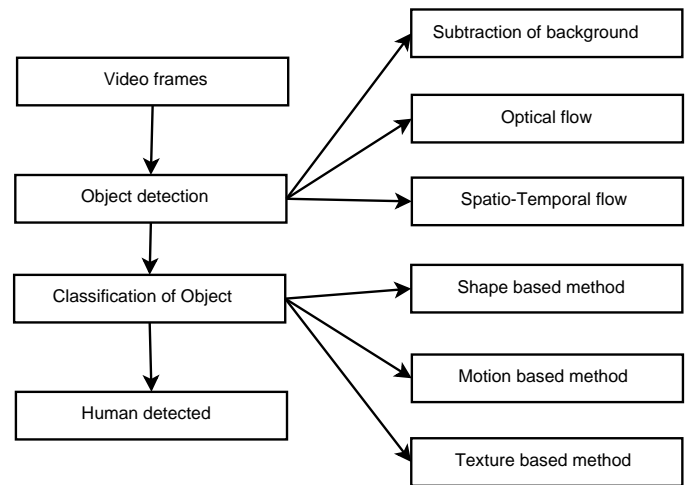 Video frames
Object detection
Classification of Object
Human detected
Subtraction of background
Optical flow
Spatio-Temporal flow
Shape based method
Motion based method
Texture based method